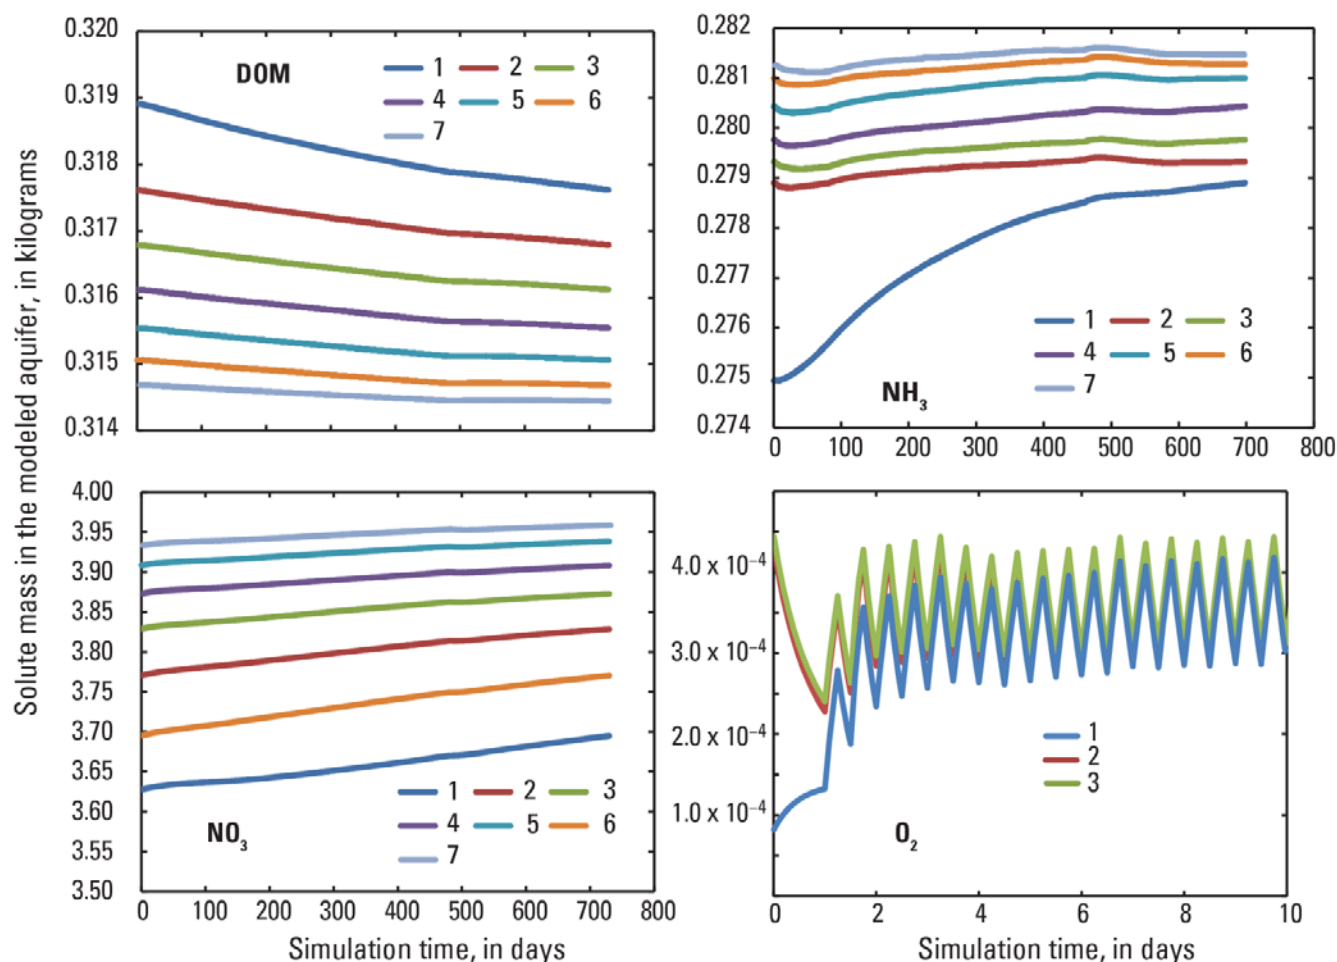 Solute mass in the modeled aquifer, in kilograms
0.320
0.319
0.318
0.317
0.316
0.315
0.314
DOM
1 2 3
4 5 6
7
0.282
0.281
0.280
0.279
0.278
0.277
0.276
0.275
0.274
1 2 3
4 5 6
7
NH₃
0 100 200 300 400 500 600 700 800
4.00
3.95
3.90
3.85
3.80
3.75
3.70
3.65
3.60
3.55
3.50
1 2 3
4 5 6
7
NO₃
0 100 200 300 400 500 600 700 800
Simulation time, in days
4.0 x 10⁻⁴
3.0 x 10⁻⁴
2.0 x 10⁻⁴
1.0 x 10⁻⁴
1
2
3
O₂
0 2 4 6 8 10
Simulation time, in days